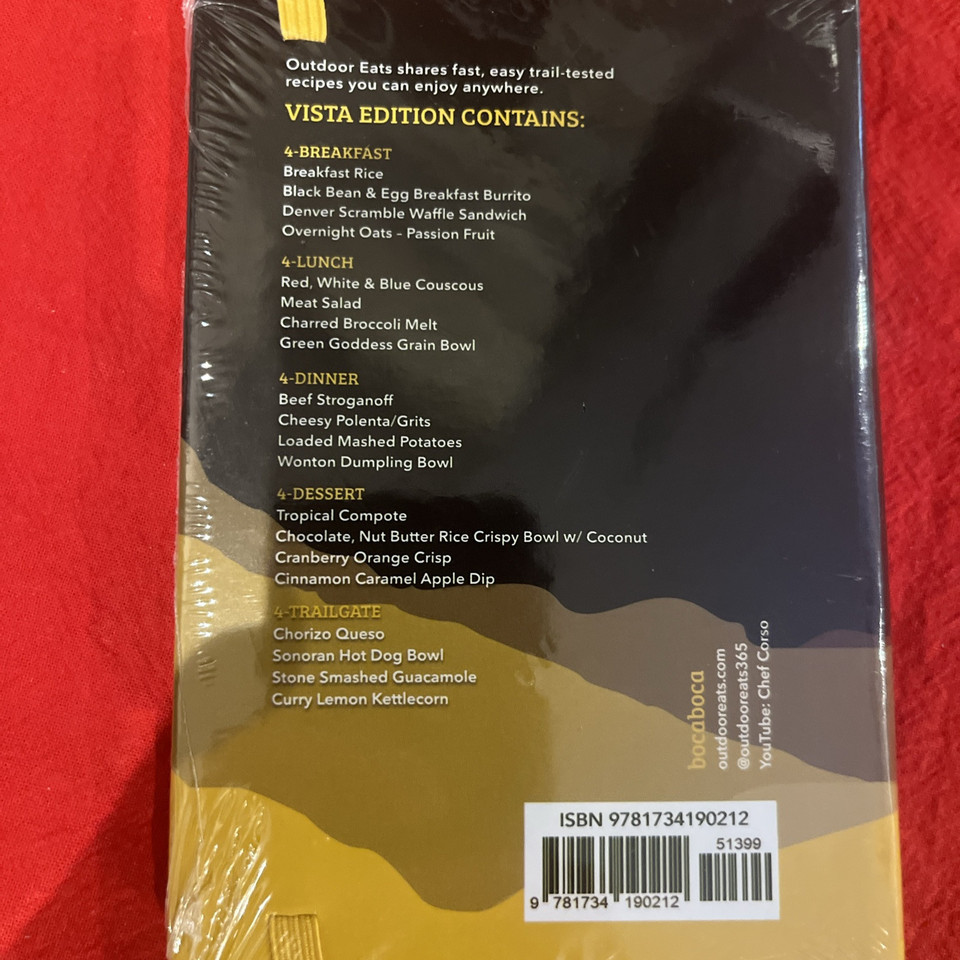 Outdoor Eats shares fast, easy trail-tested
recipes you can enjoy anywhere.
VISTA EDITION CONTAINS:
4-BREAKFAST
Breakfast Rice
Black Bean & Egg Breakfast Burrito
Denver Scramble Waffle Sandwich
Overnight Oats – Passion Fruit
4-LUNCH
Red, White & Blue Couscous
Meat Salad
Charred Broccoli Melt
Green Goddess Grain Bowl
4-DINNER
Beef Stroganoff
Cheesy Polenta/Grits
Loaded Mashed Potatoes
Wonton Dumpling Bowl
4-DESSERT
Tropical Compote
Chocolate, Nut Butter Rice Crispy Bowl w/ Coconut
Cranberry Orange Crisp
Cinnamon Caramel Apple Dip
4-TRAILGATE
Chorizo Queso
Sonoran Hot Dog Bowl
Stone Smashed Guacamole
Curry Lemon Kettlecorn
bocaboca
outdooreats.com
@outdooreats365
YouTube: Chef Corso
ISBN 9781734190212
51399
9 781734 190212